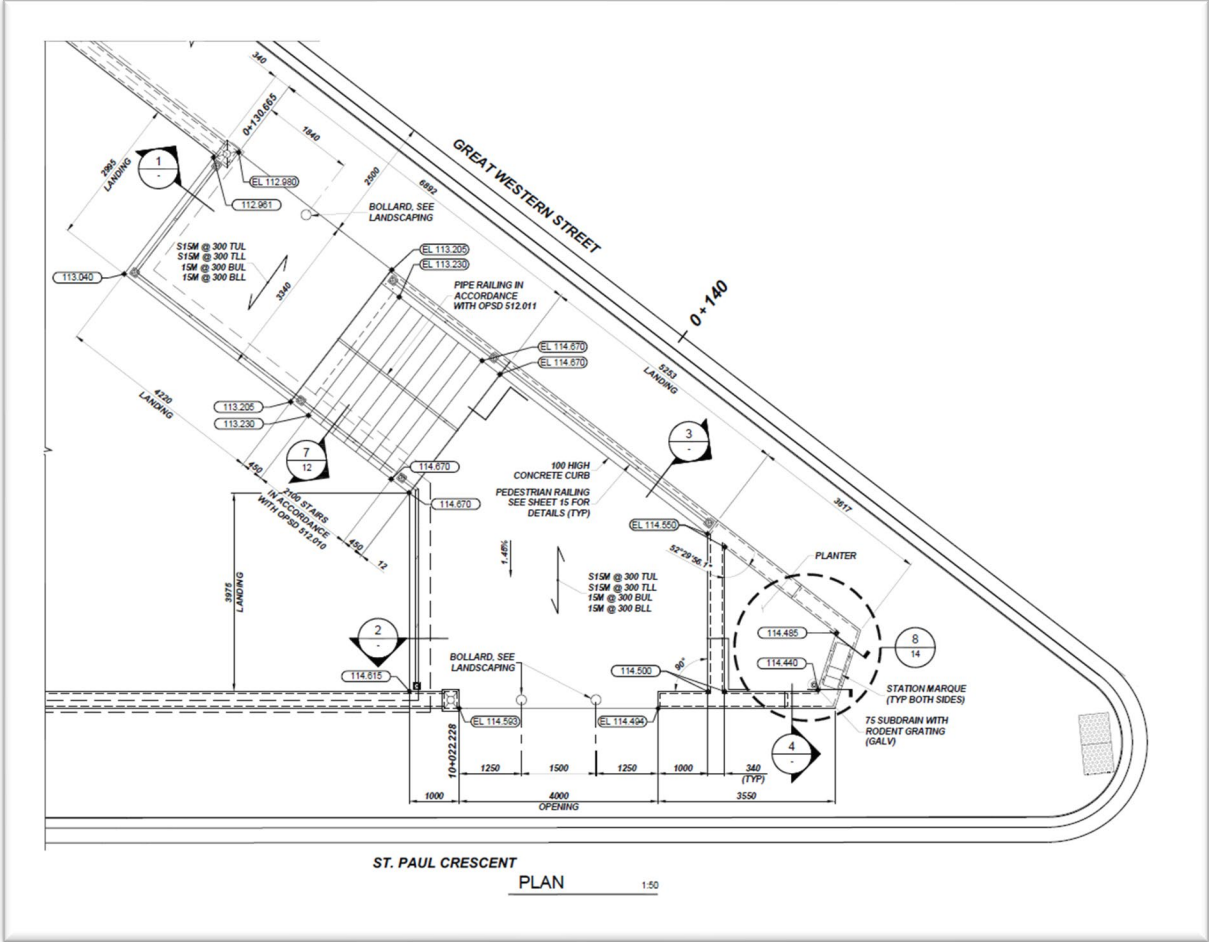 340
0+130.665
1840
GREAT WESTERN STREET
2995
LANDING
1
-
EL 112.980
112.961
2500
6892
BOLLARD, SEE
LANDSCAPING
S15M @ 300 TUL
S15M @ 300 TLL
15M @ 300 BUL
15M @ 300 BLL
113.040
3340
EL 113.205
EL 113.230
PIPE RAILING IN
ACCORDANCE
WITH OPSD 512.011
0+140
EL 114.670
EL 114.670
5253
LANDING
4220
LANDING
113.205
113.230
7
12
3
-
450
2100 STAIRS
IN ACCORDANCE
WITH OPSD 512.010
450
12
114.670
114.670
100 HIGH
CONCRETE CURB
PEDESTRIAN RAILING
SEE SHEET 15 FOR
DETAILS (TYP)
3617
EL 114.550
52°29'56.1"
PLANTER
1.46%
3975
LANDING
S15M @ 300 TUL
S15M @ 300 TLL
15M @ 300 BUL
15M @ 300 BLL
2
-
114.485
8
14
BOLLARD, SEE
LANDSCAPING
90°
114.440
114.615
114.500
STATION MARQUE
(TYP BOTH SIDES)
EL 114.593
EL 114.494
75 SUBDRAIN WITH
RODENT GRATING
(GALV)
4
-
10+022.228
1250
1500
1250
1000
340
(TYP)
1000
4000
OPENING
3550
ST. PAUL CRESCENT
PLAN
1:50